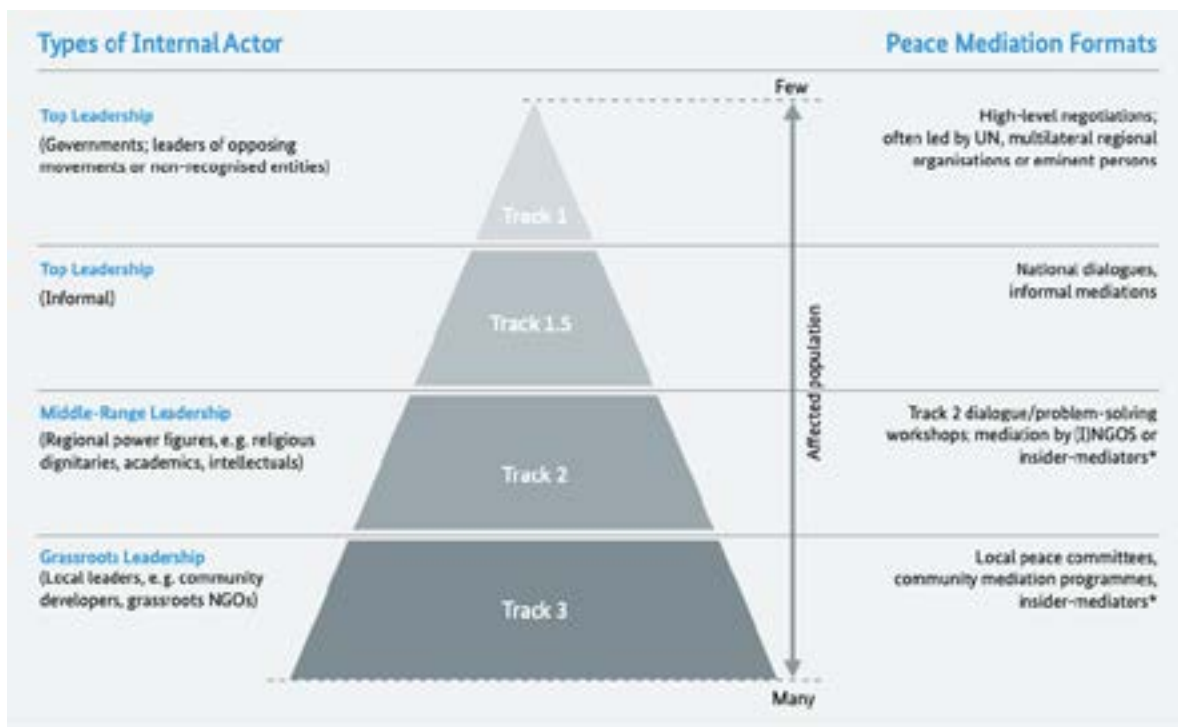 Types of Internal Actor
Peace Mediation Formats
Few
Top Leadership
(Governments; leaders of opposing
movements or non-recognised entities)
Track 1
High-level negotiations;
often led by UN, multilateral regional
organisations or eminent persons
Top Leadership
(Informal)
Track 1.5
National dialogues,
informal mediations
Affected population
Middle-Range Leadership
(Regional power figures, e.g. religious
dignitaries, academics, intellectuals)
Track 2
Track 2 dialogue/problem-solving
workshops; mediation by (I)NGOS or
insider-mediators*
Grassroots Leadership
(Local leaders, e.g. community
developers, grassroots NGOs)
Track 3
Local peace committees,
community mediation programmes,
insider-mediators*
Many